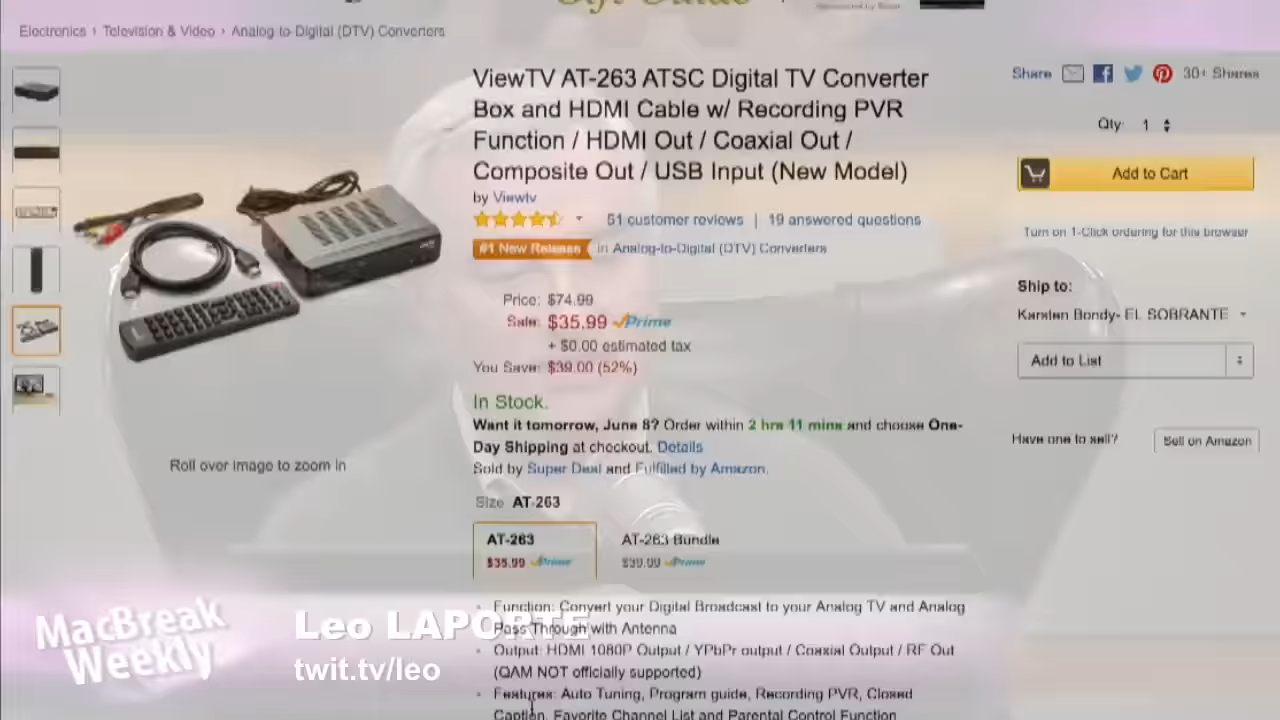 Electronics › Television & Video › Analog-to-Digital (DTV) Converters
ViewTV AT-263 ATSC Digital TV Converter
Box and HDMI Cable w/ Recording PVR
Function / HDMI Out / Coaxial Out /
Composite Out / USB Input (New Model)
by Viewtv
51 customer reviews | 19 answered questions
#1 New Release in Analog-to-Digital (DTV) Converters
Price: $74.99
Sale: $35.99 Prime
+ $0.00 estimated tax
You Save: $39.00 (52%)
In Stock.
Want it tomorrow, June 8? Order within 2 hrs 11 mins and choose One-
Day Shipping at checkout. Details
Sold by Super Deal and Fulfilled by Amazon.
Size AT-263
AT-263
$35.99 Prime
AT-263 Bundle
$39.99 Prime
• Function: Convert your Digital Broadcast to your Analog TV and Analog
Pass Through with Antenna
• Output: HDMI 1080P Output / YPbPr output / Coaxial Output / RF Out
(QAM NOT officially supported)
• Features: Auto Tuning, Program guide, Recording PVR, Closed
Caption, Favorite Channel List and Parental Control Function
Roll over image to zoom in
Share 30+ Shares
Qty: 1
Add to Cart
Turn on 1-Click ordering for this browser
Ship to:
Karsten Bondy- EL SOBRANTE
Add to List
Have one to sell?
Sell on Amazon
MacBreak
Weekly
Leo LAPORTE
twit.tv/leo